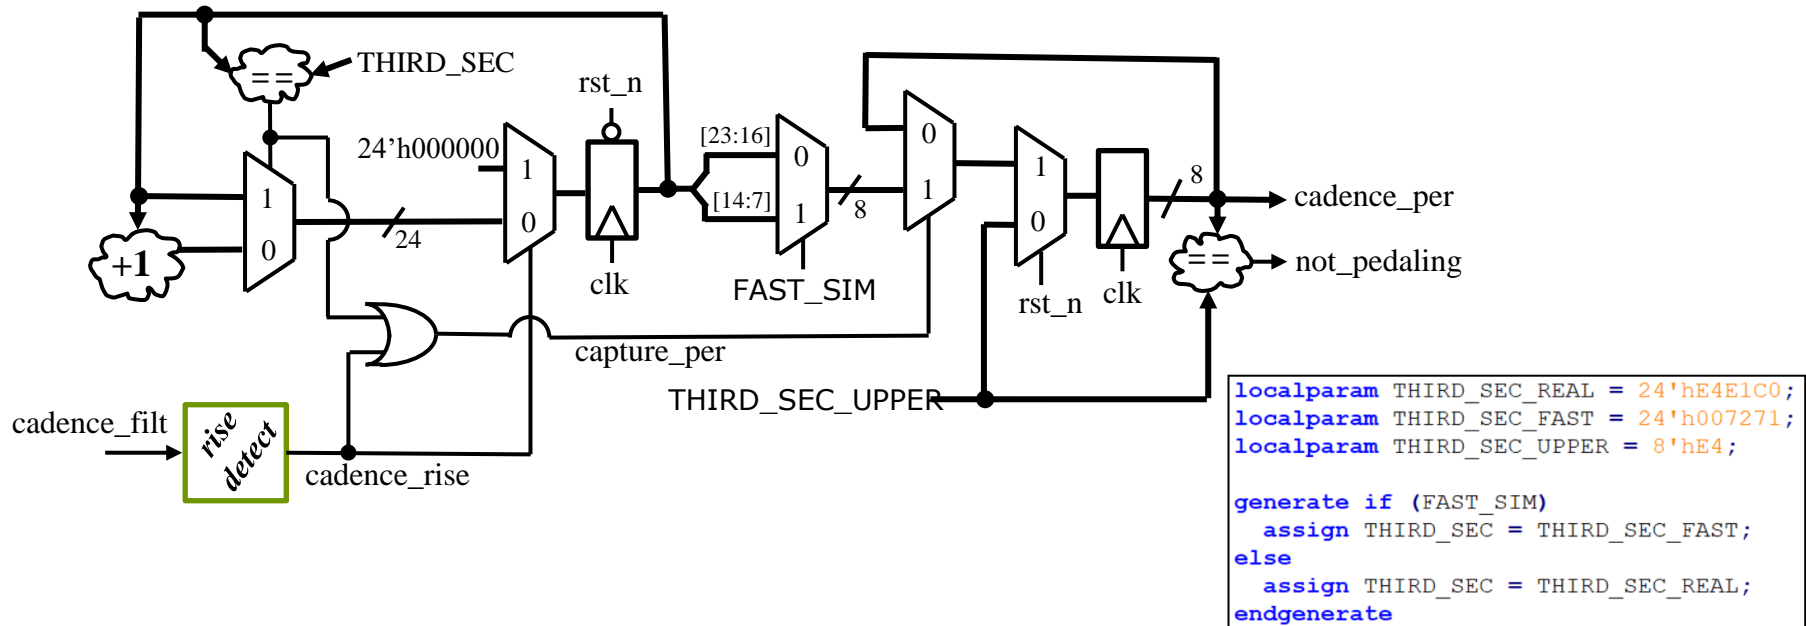 ==
THIRD_SEC
rst_n
24'h000000
1
0
+1
1
0
24
clk
[23:16]
[14:7]
0
1
8
FAST_SIM
0
1
capture_per
1
0
rst_n
clk
8
cadence_per
==
not_pedaling
THIRD_SEC_UPPER
cadence_filt
rise
detect
cadence_rise
localparam THIRD_SEC_REAL = 24'hE4E1C0;
localparam THIRD_SEC_FAST = 24'h007271;
localparam THIRD_SEC_UPPER = 8'hE4;
generate if (FAST_SIM)
assign THIRD_SEC = THIRD_SEC_FAST;
else
assign THIRD_SEC = THIRD_SEC_REAL;
endgenerate